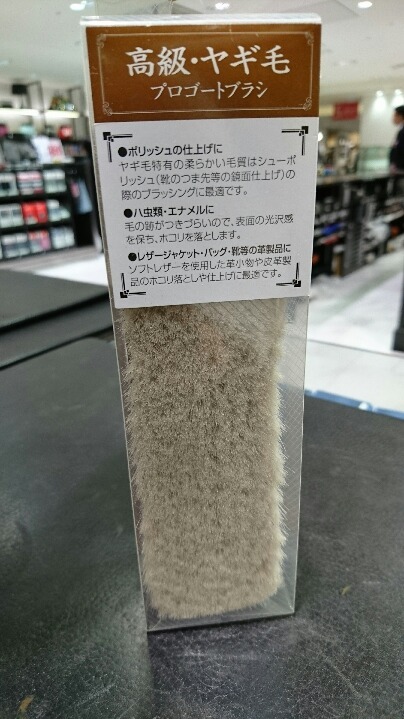 高級・ヤギ毛
プロゴートブラシ
●ポリッシュの仕上げに
ヤギ毛特有の柔らかい毛質はシューポ
リッシュ(靴のつま先等の鏡面仕上げ)の
際のブラッシングに最適です。
●ハ虫類・エナメルに
毛の跡がつきづらいので、表面の光沢感
を保ち、ホコリを落とします。
●レザージャケット・バッグ・靴等の革製品に
ソフトレザーを使用した革小物や皮革製
品のホコリ落としや仕上げに最適です。